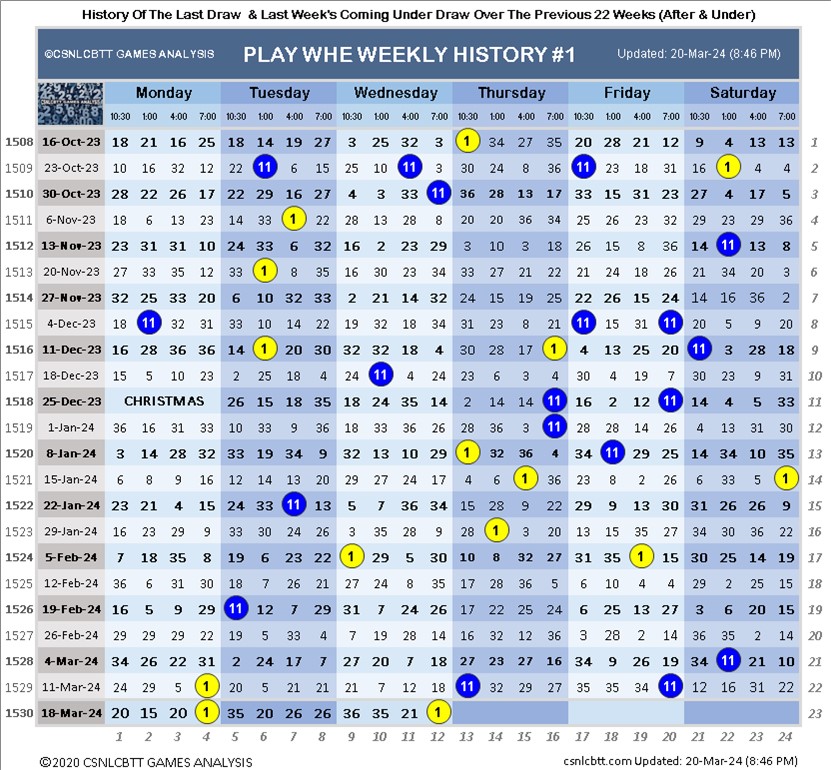 History Of The Last Draw & Last Week's Coming Under Draw Over The Previous 22 Weeks (After & Under)
©CSNLCBTT GAMES ANALYSIS PLAY WHE WEEKLY HISTORY #1 Updated: 20-Mar-24 (8:46 PM)
CSNLCBTT GAMES ANALYSIS Monday Tuesday Wednesday Thursday Friday Saturday
10:30 1:00 4:00 7:00 10:30 1:00 4:00 7:00 10:30 1:00 4:00 7:00 10:30 1:00 4:00 7:00 10:30 1:00 4:00 7:00 10:30 1:00 4:00 7:00
1508 16-Oct-23 18 21 16 25 18 14 19 27 3 25 32 3 1 34 27 35 20 28 21 12 9 4 13 13 1
1509 23-Oct-23 10 16 32 12 22 11 6 15 25 10 11 3 30 24 8 36 11 23 18 31 16 1 4 4 2
1510 30-Oct-23 28 22 26 17 22 29 16 27 4 3 33 11 36 28 13 17 33 15 31 23 27 4 17 5 3
1511 6-Nov-23 18 6 13 23 14 33 1 22 28 13 28 8 20 20 36 34 25 26 23 32 29 23 29 36 4
1512 13-Nov-23 23 31 31 10 24 33 6 32 16 2 23 29 3 10 3 18 26 15 8 36 14 11 13 8 5
1513 20-Nov-23 27 33 35 12 33 1 8 35 16 30 23 34 33 27 21 22 21 24 18 26 21 34 20 3 6
1514 27-Nov-23 32 25 33 20 6 10 32 33 2 21 14 32 24 15 19 25 22 26 15 24 14 16 36 2 7
1515 4-Dec-23 18 11 32 31 33 10 14 22 19 32 18 34 31 23 8 21 11 15 31 11 20 5 9 20 8
1516 11-Dec-23 16 28 36 36 14 1 20 30 32 32 18 4 30 28 17 1 4 13 25 20 11 3 28 18 9
1517 18-Dec-23 15 5 10 23 2 25 18 4 24 11 4 24 23 6 3 4 30 4 19 7 30 23 9 31 10
1518 25-Dec-23 CHRISTMAS 26 15 18 35 18 24 35 14 2 14 14 11 16 2 12 11 14 4 5 33 11
1519 1-Jan-24 36 16 31 33 10 33 9 36 18 33 36 26 28 36 3 11 28 28 14 26 4 13 31 30 12
1520 8-Jan-24 3 14 28 32 33 19 34 9 32 13 10 29 1 32 36 4 34 11 29 25 14 34 10 35 13
1521 15-Jan-24 6 8 9 16 12 14 13 20 29 27 24 17 4 6 1 36 23 8 2 26 6 33 5 1 14
1522 22-Jan-24 23 21 4 15 24 33 11 13 5 7 36 34 15 28 9 22 29 9 13 30 31 26 26 9 15
1523 29-Jan-24 16 23 29 9 33 30 35 30 3 35 28 9 28 1 3 20 13 15 35 27 34 30 36 22 16
1524 5-Feb-24 7 18 35 8 19 6 23 22 1 29 5 30 10 8 32 27 31 35 1 15 30 25 14 19 17
1525 12-Feb-24 36 6 31 30 18 7 26 21 27 24 8 35 17 28 36 5 6 10 4 4 29 2 25 15 18
1526 19-Feb-24 16 5 9 29 11 12 7 29 31 7 24 26 17 22 25 24 6 25 13 27 3 6 20 15 19
1527 26-Feb-24 29 29 29 22 19 5 33 4 7 19 28 14 16 32 12 36 3 28 2 14 36 35 2 14 20
1528 4-Mar-24 34 26 22 31 2 24 17 7 27 20 7 18 27 23 27 16 34 9 26 19 34 11 21 10 21
1529 11-Mar-24 24 29 5 1 20 5 21 21 21 7 12 18 11 32 29 27 35 35 34 11 12 16 31 22 22
1530 18-Mar-24 20 15 20 1 35 20 26 26 36 35 21 1 23
1 2 3 4 5 6 7 8 9 10 11 12 13 14 15 16 17 18 19 20 21 22 23 24
©2020 CSNLCBTT GAMES ANALYSIS csnlcbtt.com Updated: 20-Mar-24 (8:46 PM)